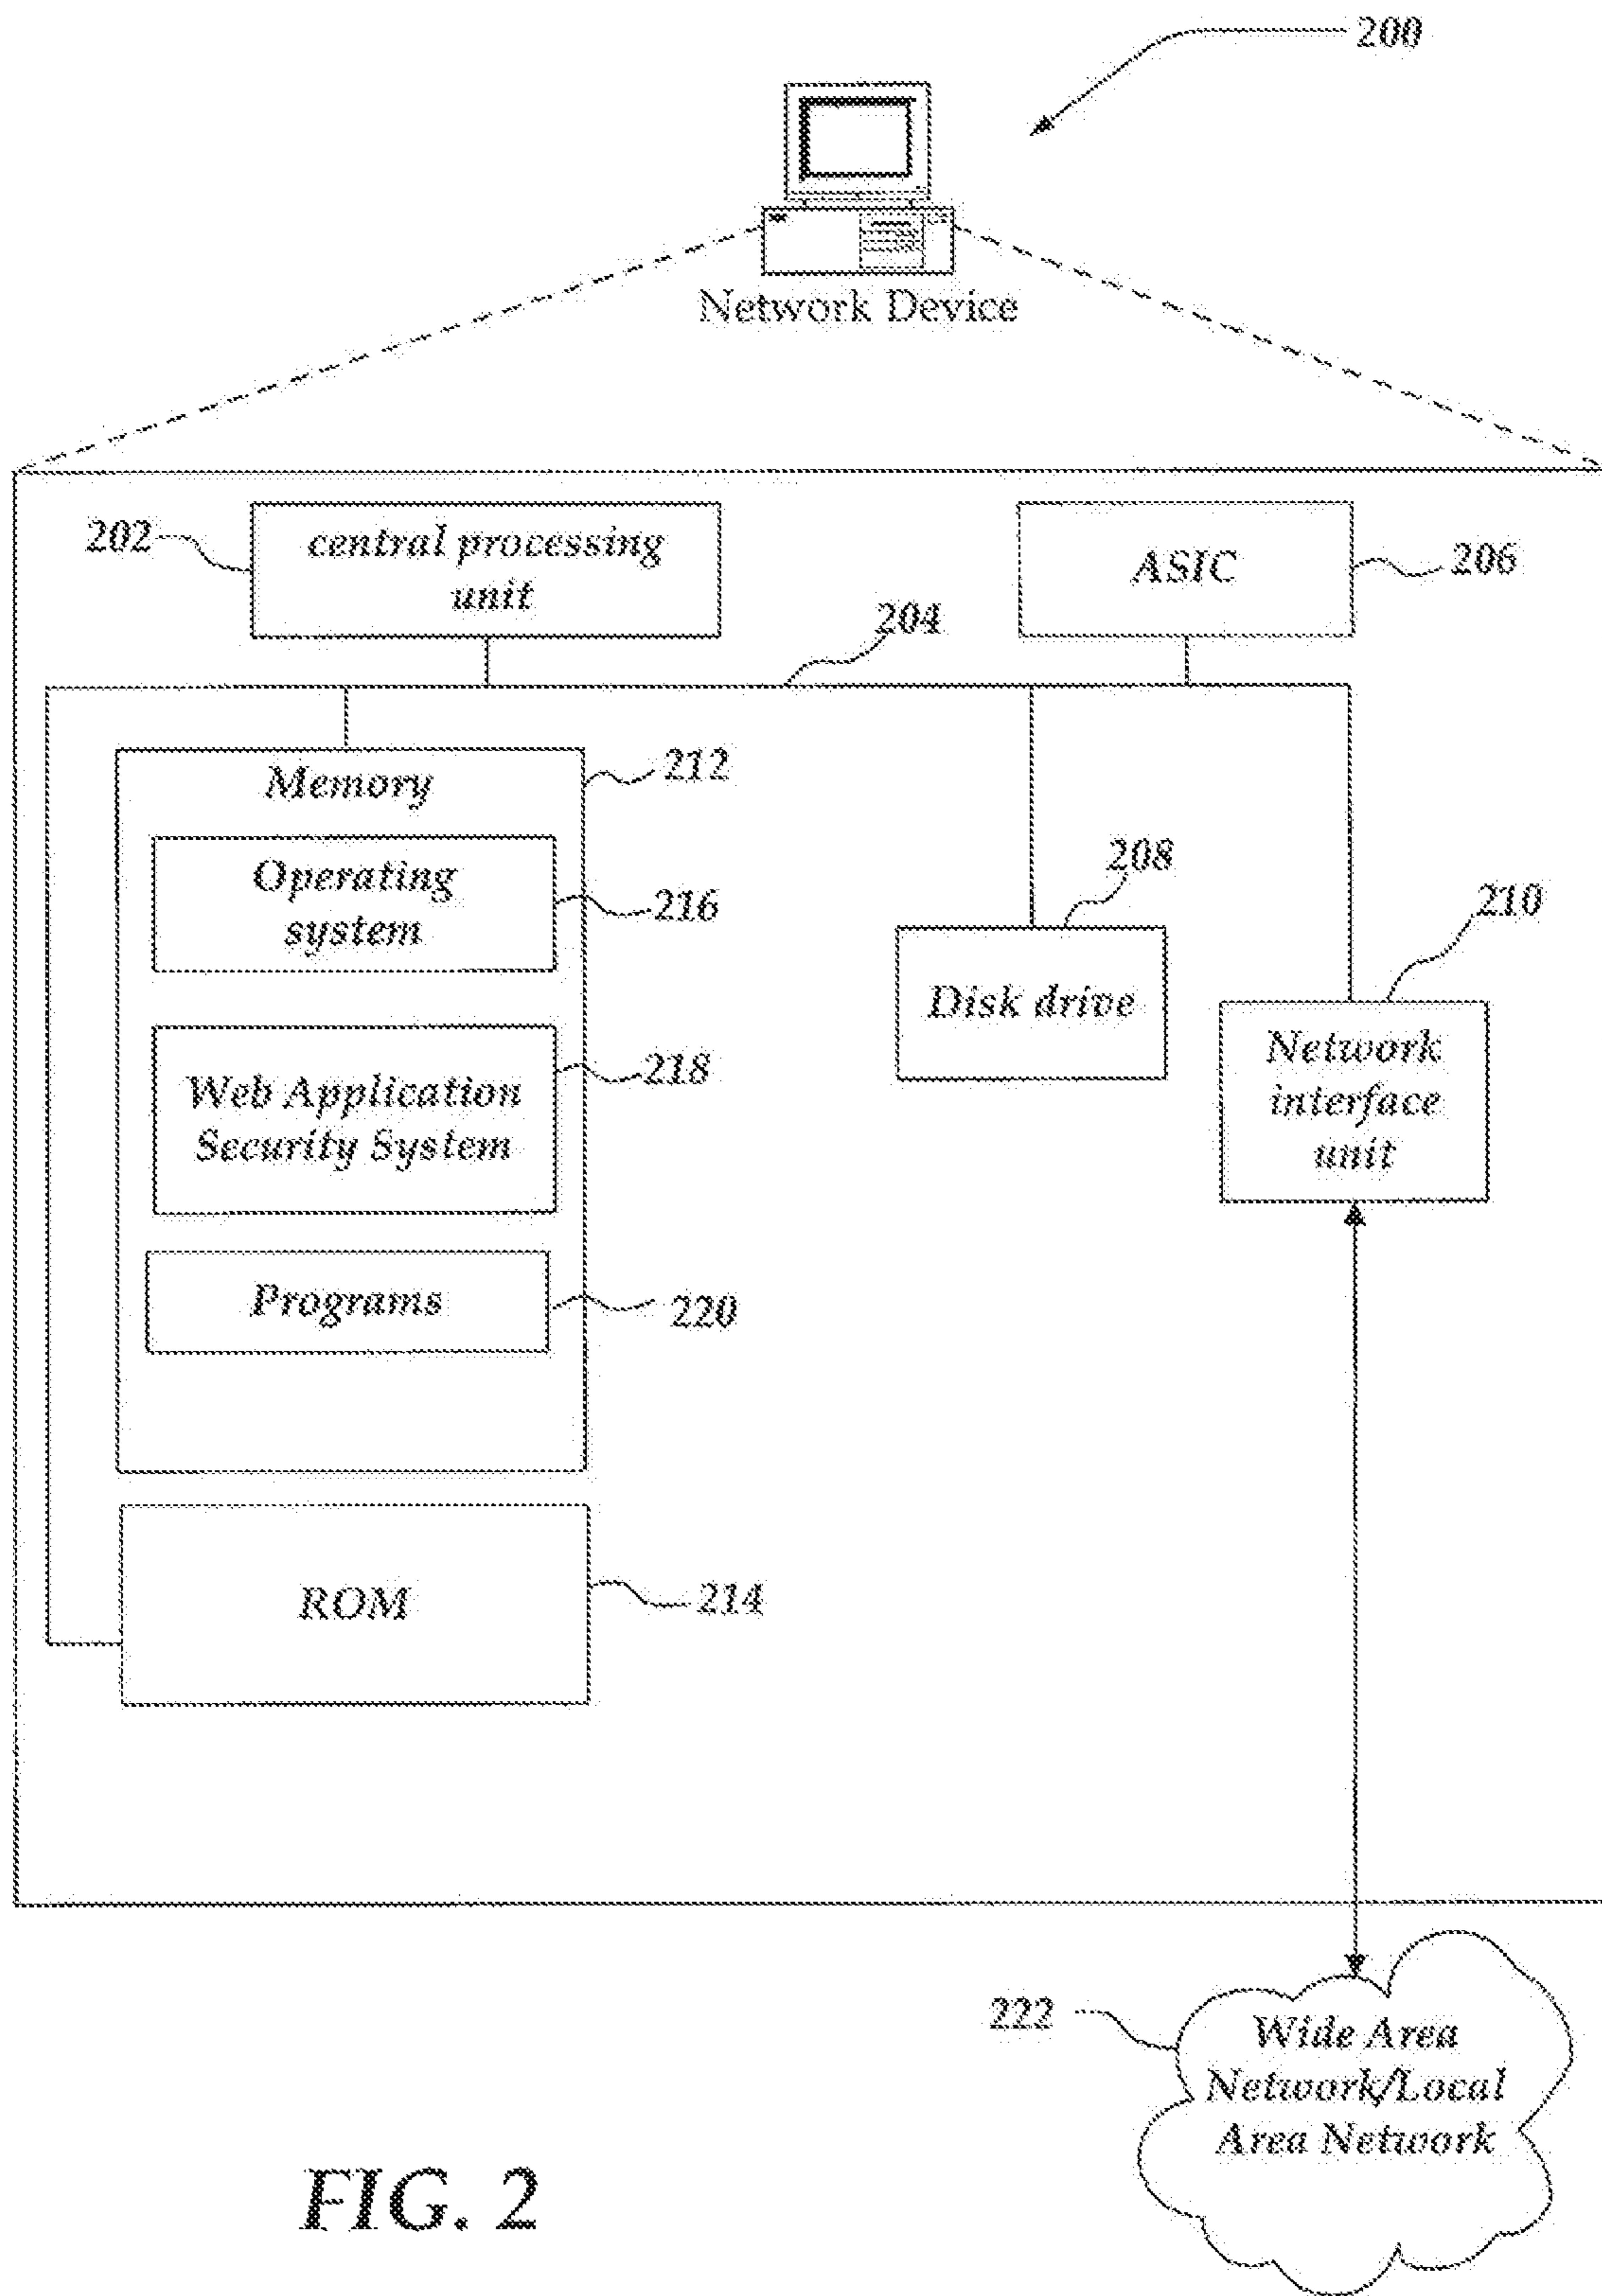 200
Network Device
202
central processing
unit
ASIC
206
204
Memory
212
Operating
system
216
208
210
Disk drive
Network
interface
unit
Web Application
Security System
218
Programs
220
ROM
214
222
Wide Area
Network/Local
Area Network
FIG. 2